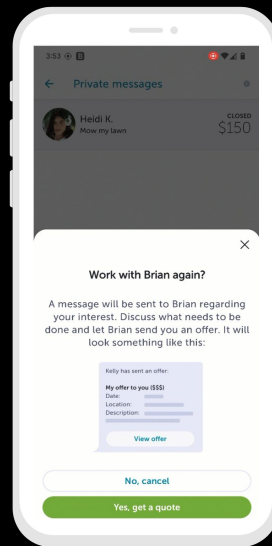 3:53
Private messages
Heidi K.
Mow my lawn
CLOSED
$150
Work with Brian again?
A message will be sent to Brian regarding
your interest. Discuss what needs to be
done and let Brian send you an offer. It will
look something like this:
Kelly has sent an offer:
My offer to you ($$$)
Date:
Location:
Description:
View offer
No, cancel
Yes, get a quote